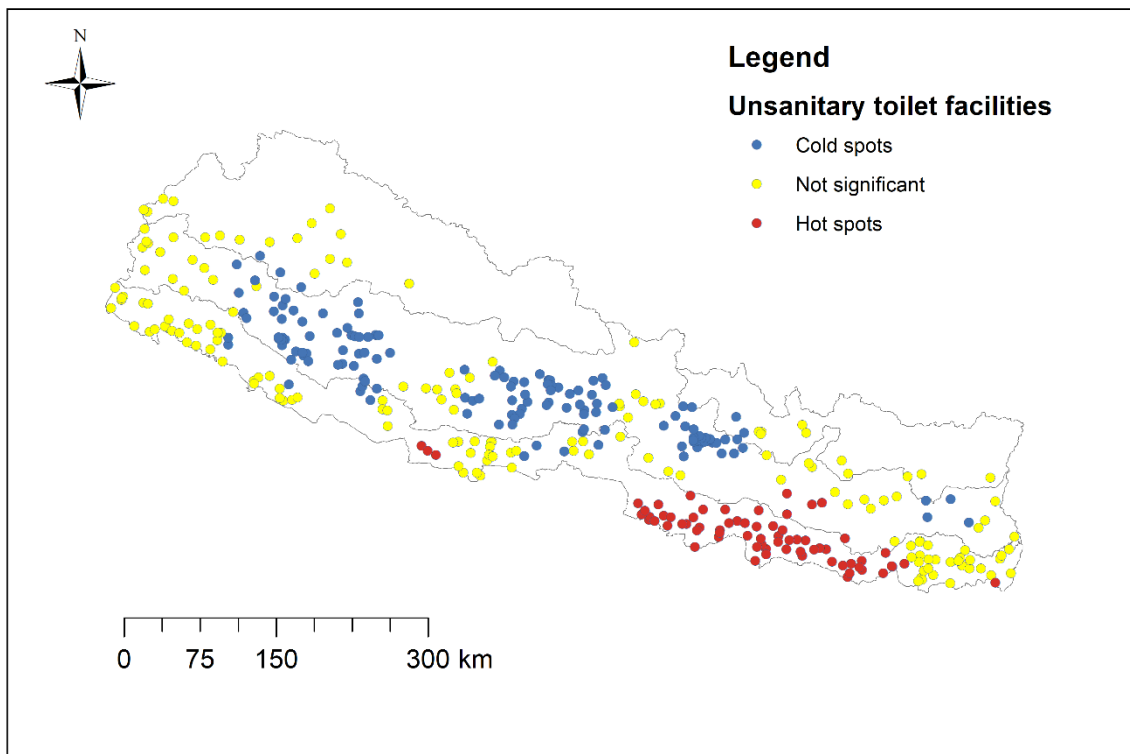 N
Legend
Unsanitary toilet facilities
Cold spots
Not significant
Hot spots
0 75 150 300 km